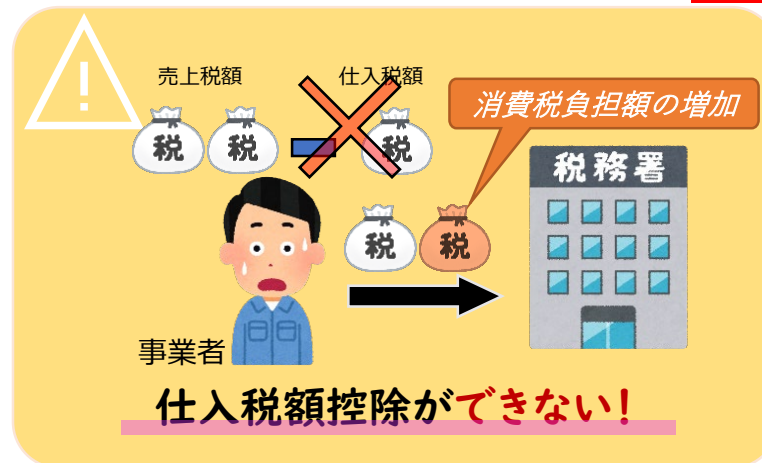 売上税額
仕入税額
消費税負担額の増加
税
税
税
税務署
税
税
事業者
仕入税額控除ができない!